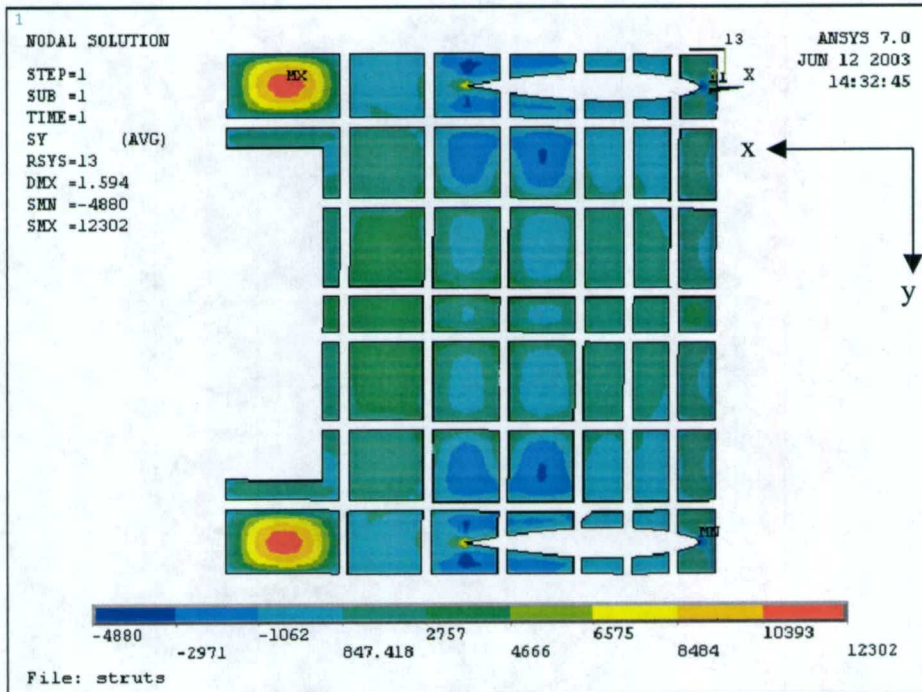 1
NODAL SOLUTION
STEP=1
SUB =1
TIME=1
SY (AVG)
RSYS=13
DMX =1.594
SMN =-4880
SMX =12302
ANSYS 7.0
JUN 12 2003
14:32:45
13
X
MX
x
y
MN
-4880 -1062 2757 6575 10393
-2971 847.418 4666 8484 12302
File: struts